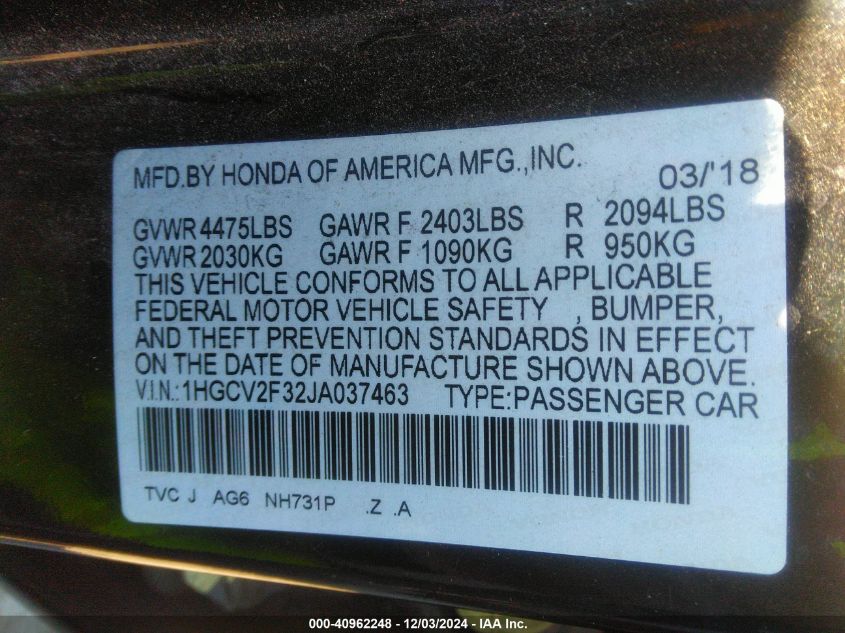 MFD.BY HONDA OF AMERICA MFG.,INC. 03/'18
GVWR 4475LBS GAWR F 2403LBS R 2094LBS
GVWR 2030KG GAWR F 1090KG R 950KG
THIS VEHICLE CONFORMS TO ALL APPLICABLE
FEDERAL MOTOR VEHICLE SAFETY , BUMPER,
AND THEFT PREVENTION STANDARDS IN EFFECT
ON THE DATE OF MANUFACTURE SHOWN ABOVE.
V.I.N.:1HGCV2F32JA037463 TYPE:PASSENGER CAR
TVC J AG6 NH731P .Z .A
000-40962248 - 12/03/2024 - IAA Inc.